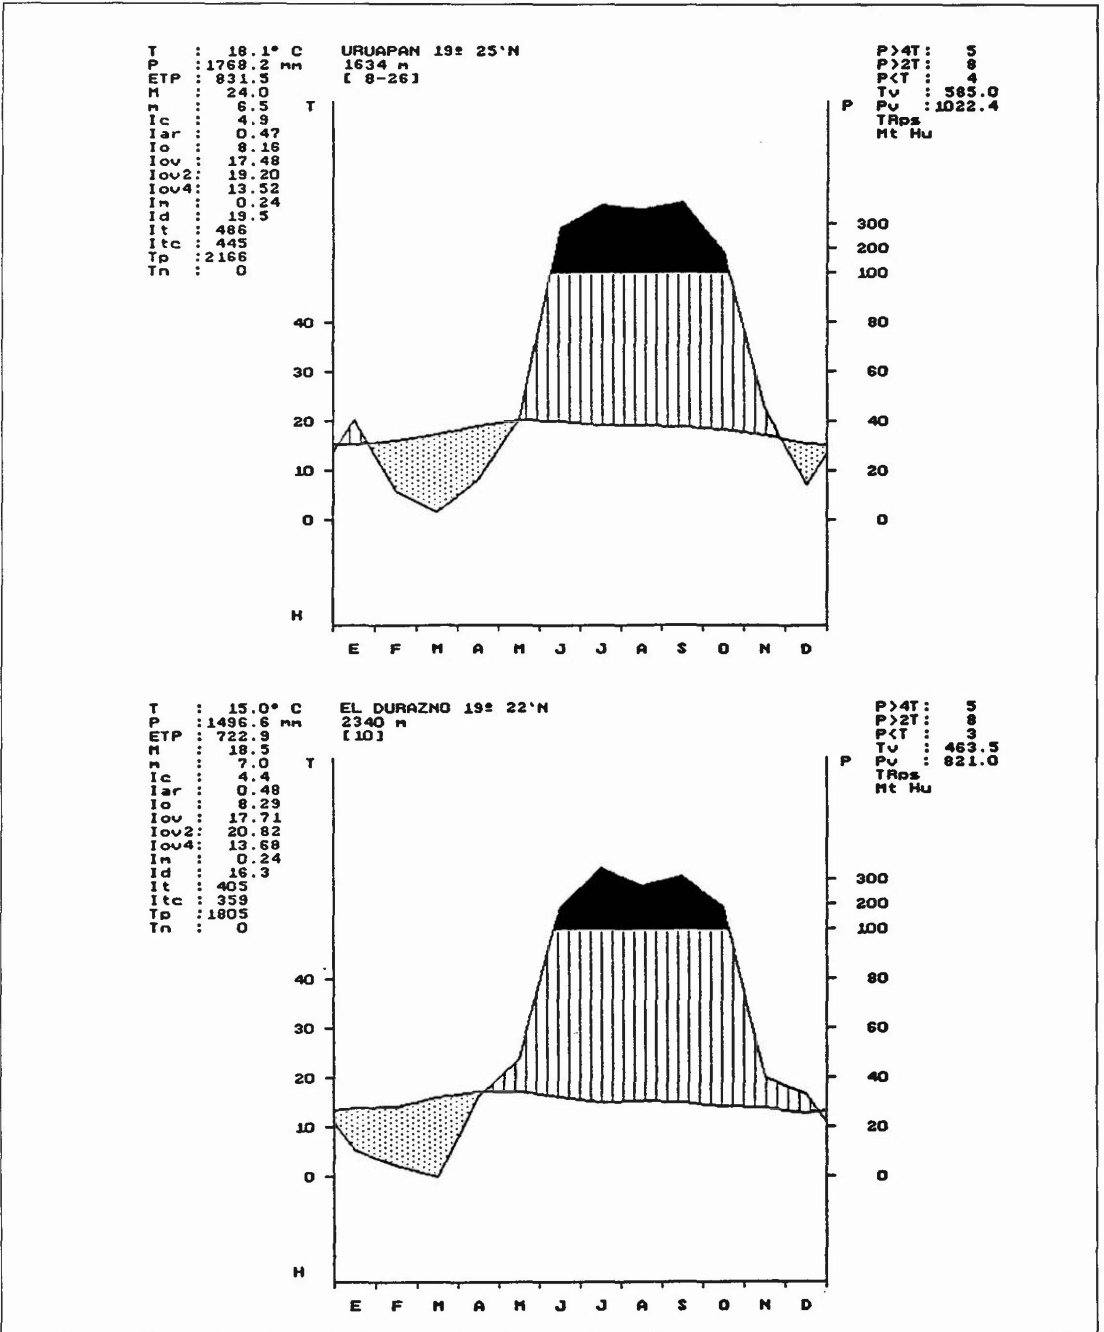 T : 18.1° C
P :1768.2 mm
ETP : 831.5
M : 24.0
m : 6.5
Ic : 4.9
Iar : 0.47
Io : 8.16
Iov : 17.48
Iov2: 19.20
Iov4: 13.52
Im : 0.24
Id : 19.5
It : 486
Itc : 445
Tp :2166
Tn : 0
URUAPAN 19º 25'N
1634 m
[ 8-26]
P>4T: 5
P>2T: 8
P<T : 4
Tv : 585.0
Pv :1022.4
TRps
Mt Hu
T
P
300
200
100
40
80
30
60
20
40
10
20
0
0
H
E F M A M J J A S O N D
T : 15.0° C
P :1496.6 mm
ETP : 722.9
M : 18.5
m : 7.0
Ic : 4.4
Iar : 0.48
Io : 8.29
Iov : 17.71
Iov2: 20.82
Iov4: 13.68
Im : 0.24
Id : 16.3
It : 405
Itc : 359
Tp :1805
Tn : 0
EL DURAZNO 19º 22'N
2340 m
[10]
P>4T: 5
P>2T: 8
P<T : 3
Tv : 463.5
Pv : 821.0
TRps
Mt Hu
T
P
300
200
100
40
80
30
60
20
40
10
20
0
0
H
E F M A M J J A S O N D